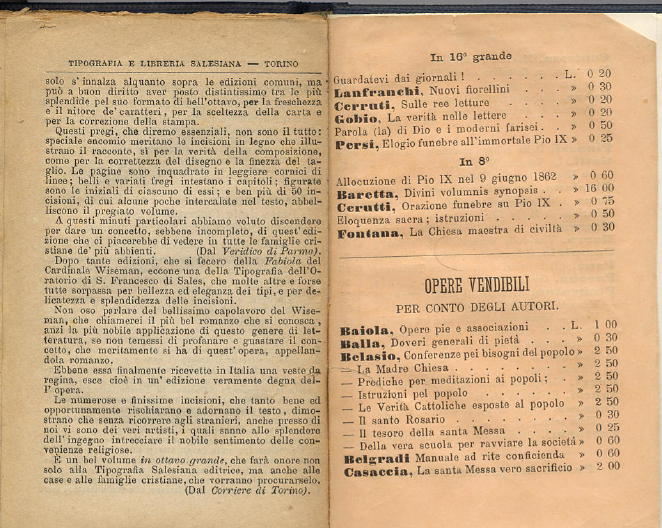 TIPOGRAFIA E LIBRERIA SALESIANA — TORINO
solo s'innalza alquanto sopra le edizioni comuni, ma
può a buon diritto aver posto distintissimo tra le più
splendide pel suo formato di bell'ottavo, per la freschezza
e il nitore de' caratteri, per la sceltezza della carta e
per la correzione della stampa.
Questi pregi, che diremo essenziali, non sono il tutto:
speciale encomio meritano le incisioni in legno che illu-
strano il racconto, sì per la verità della composizione,
come per la correttezza del disegno e la finezza del ta-
glio. Le pagine sono inquadrate in leggiere cornici di
linee; belli e variati fregi intestano i capitoli; figurate
sono le iniziali di ciascuno di essi; e ben più di 50 in-
cisioni, di cui alcune poche intercalate nel testo, abbel-
liscono il pregiato volume.
A questi minuti particolari abbiamo voluto discendere
per dare un concetto, sebbene incompleto, di quest'edi-
zione che ci piacerebbe di vedere in tutte le famiglie cri-
stiane de' più abbienti. (Dal Veridico di Parma).
Dopo tante edizioni, che si fecero della Fabiola del
Cardinale Wiseman, eccone una della Tipografia dell'O-
ratorio di S. Francesco di Sales, che molte altre e forse
tutte sorpassa per bellezza ed eleganza dei tipi, e per de-
licatezza e splendidezza delle incisioni.
Non oso parlare del bellissimo capolavoro del Wise-
man, che chiamerei il più bel romanzo che si conosca,
anzi la più nobile applicazione di questo genere di let-
teratura, se non temessi di profanare e guastare il con-
cetto, che meritamente si ha di quest'opera, appellan-
dola romanzo.
Ebbene essa finalmente ricevette in Italia una veste da
regina, esce cioè in un' edizione veramente degna del-
l'opera.
Le numerose e finissime incisioni, che tanto bene ed
opportunamente rischiarano e adornano il testo, dimo-
strano che senza ricorrere agli stranieri, anche presso di
noi vi sono dei veri artisti, i quali sanno allo splendore
dell'ingegno intrecciare il nobile sentimento delle con-
venienze religiose.
È un bel volume in ottavo grande, che farà onore non
solo alla Tipografia Salesiana editrice, ma anche alle
case e alle famiglie cristiane, che vorranno procurarselo.
(Dal Corriere di Torino).
In 16° grande
Guardatevi dai giornali ! . . . . . . . L. 0 20
Lanfranchi, Nuovi fiorellini . . . . » 0 30
Cerruti, Sulle ree letture . . . . . » 0 20
Gobio, La verità nelle lettere . . . . » 0 20
Parola (la) di Dio e i moderni farisei . . » 0 50
Persi, Elogio funebre all'immortale Pio IX » 0 25
In 8°
Allocuzione di Pio IX nel 9 giugno 1862 . » 0 60
Baretta, Divini voluminis synopsis . . » 16 00
Cerutti, Orazione funebre su Pio IX . . » 0 75
Eloquenza sacra; istruzioni . . . . . » 0 50
Fontana, La Chiesa maestra di civiltà . » 0 30
OPERE VENDIBILI
PER CONTO DEGLI AUTORI.
Baiola, Opere pie e associazioni . . L. 1 00
Balla, Doveri generali di pietà . . . » 0 30
Belasio, Conferenze pei bisogni del popolo » 2 50
— La Madre Chiesa . . . . . . » 2 50
— Prediche per meditazioni ai popoli; . » 2 50
— Istruzioni pel popolo . . . . . » 2 50
— Le Verità Cattoliche esposte al popolo » 2 50
— Il santo Rosario . . . . . . » 0 30
— Il tesoro della santa Messa . . . . » 0 25
— Della vera scuola per ravviare la società » 0 60
Belgradi Manuale ad rite conficienda . » 0 60
Casaccia, La santa Messa vero sacrificio » 2 00